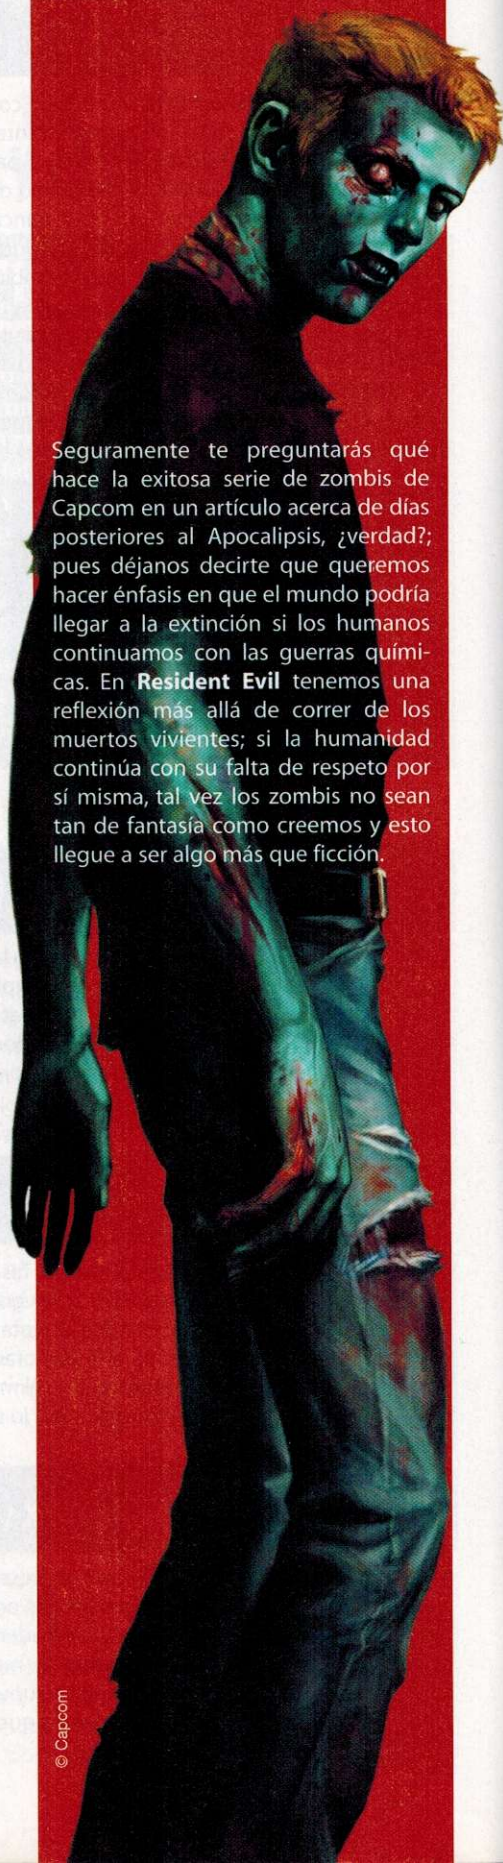 Seguramente te preguntarás qué
hace la exitosa serie de zombis de
Capcom en un artículo acerca de días
posteriores al Apocalipsis, ¿verdad?;
pues déjanos decirte que queremos
hacer énfasis en que el mundo podría
llegar a la extinción si los humanos
continuamos con las guerras quími-
cas. En Resident Evil tenemos una
reflexión más allá de correr de los
muertos vivientes; si la humanidad
continúa con su falta de respeto por
sí misma, tal vez los zombis no sean
tan de fantasía como creemos y esto
llegue a ser algo más que ficción.
© Capcom